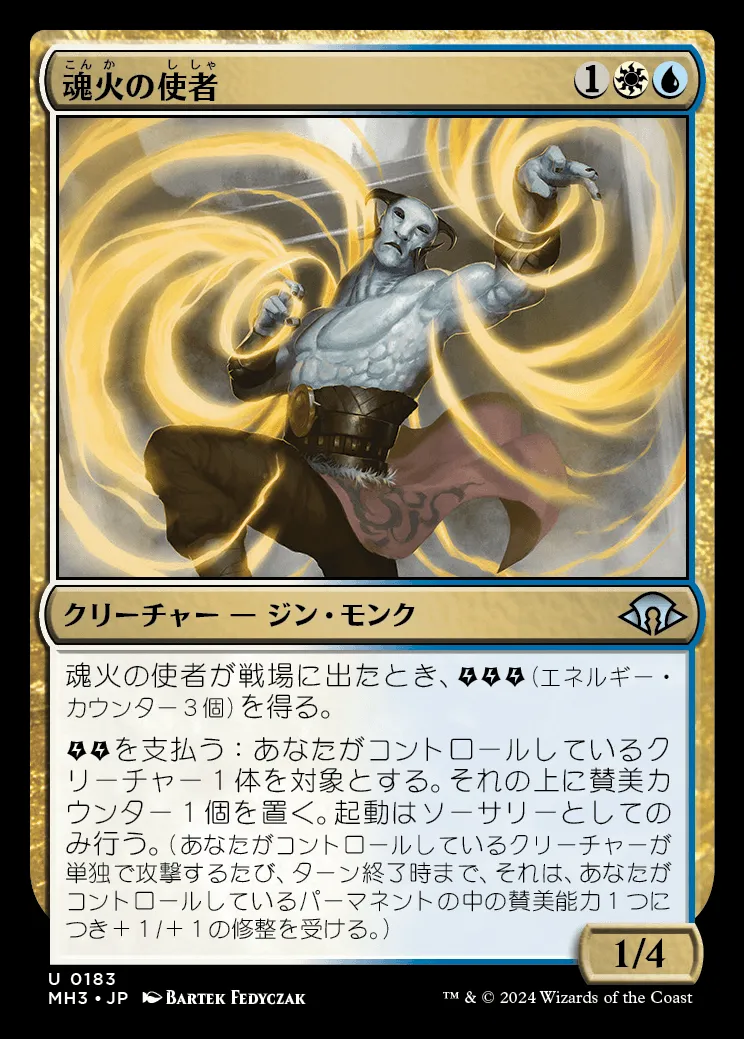 こんか ししゃ
魂火の使者
1
クリーチャー — ジン・モンク
魂火の使者が戦場に出たとき、(エネルギー・
カウンター3個)を得る。
を支払う:あなたがコントロールしているク
リーチャー1体を対象とする。それの上に賛美カ
ウンター1個を置く。起動はソーサリーとしての
み行う。(あなたがコントロールしているクリーチャーが
単独で攻撃するたび、ターン終了時まで、それは、あなたが
コントロールしているパーマネントの中の賛美能力1つに
つき+1/+1の修整を受ける。)
1/4
U 0183
MH3 • JP BARTEK FEDYCZAK
™ & © 2024 Wizards of the Coast